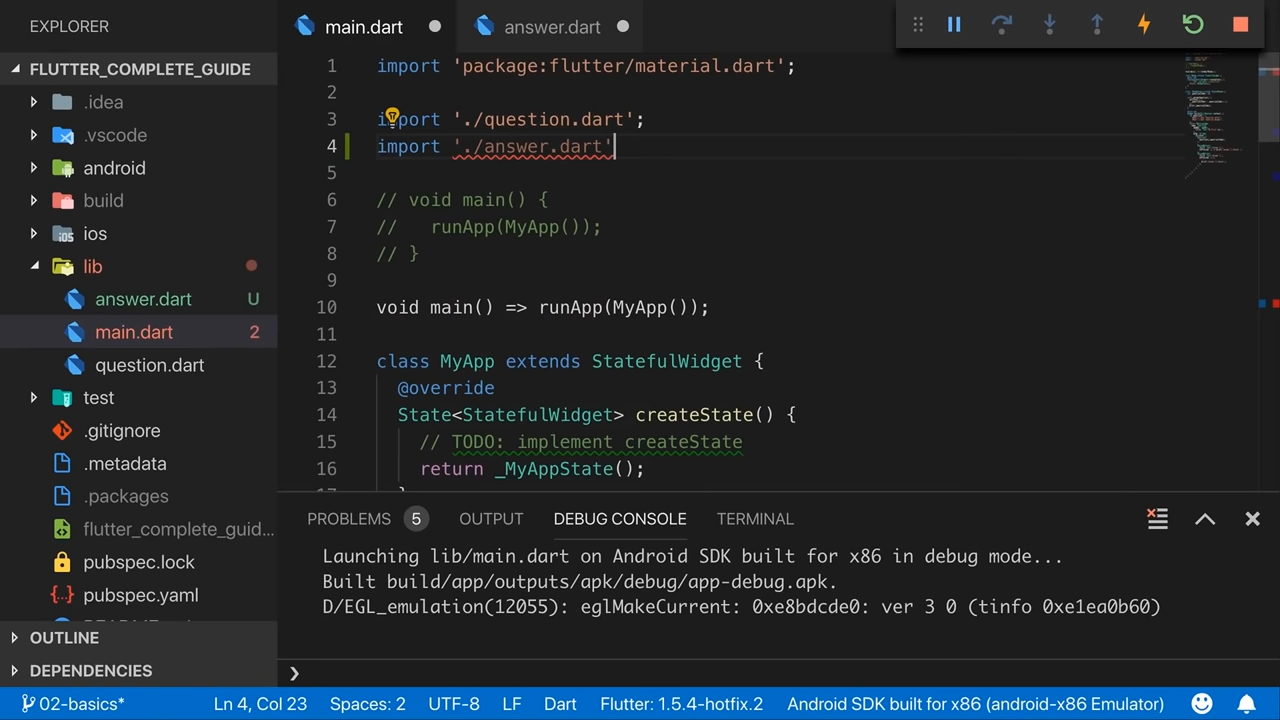 EXPLORER
FLUTTER_COMPLETE_GUIDE
.idea
.vscode
android
build
ios
lib
answer.dart U
main.dart 2
question.dart
test
.gitignore
.metadata
.packages
flutter_complete_guid...
pubspec.lock
{..} pubspec.yaml
OUTLINE
DEPENDENCIES
main.dart
answer.dart
1 import 'package:flutter/material.dart';
2
3 import './question.dart';
4 import './answer.dart'
5
6 // void main() {
7 //   runApp(MyApp());
8 // }
9
10 void main() => runApp(MyApp());
11
12 class MyApp extends StatefulWidget {
13   @override
14   State<StatefulWidget> createState() {
15     // TODO: implement createState
16     return _MyAppState();
17   }
PROBLEMS 5 OUTPUT DEBUG CONSOLE TERMINAL
Launching lib/main.dart on Android SDK built for x86 in debug mode...
Built build/app/outputs/apk/debug/app-debug.apk.
D/EGL_emulation(12055): eglMakeCurrent: 0xe8bdcde0: ver 3 0 (tinfo 0xe1ea0b60)
02-basics* Ln 4, Col 23 Spaces: 2 UTF-8 LF Dart Flutter: 1.5.4-hotfix.2 Android SDK built for x86 (android-x86 Emulator)